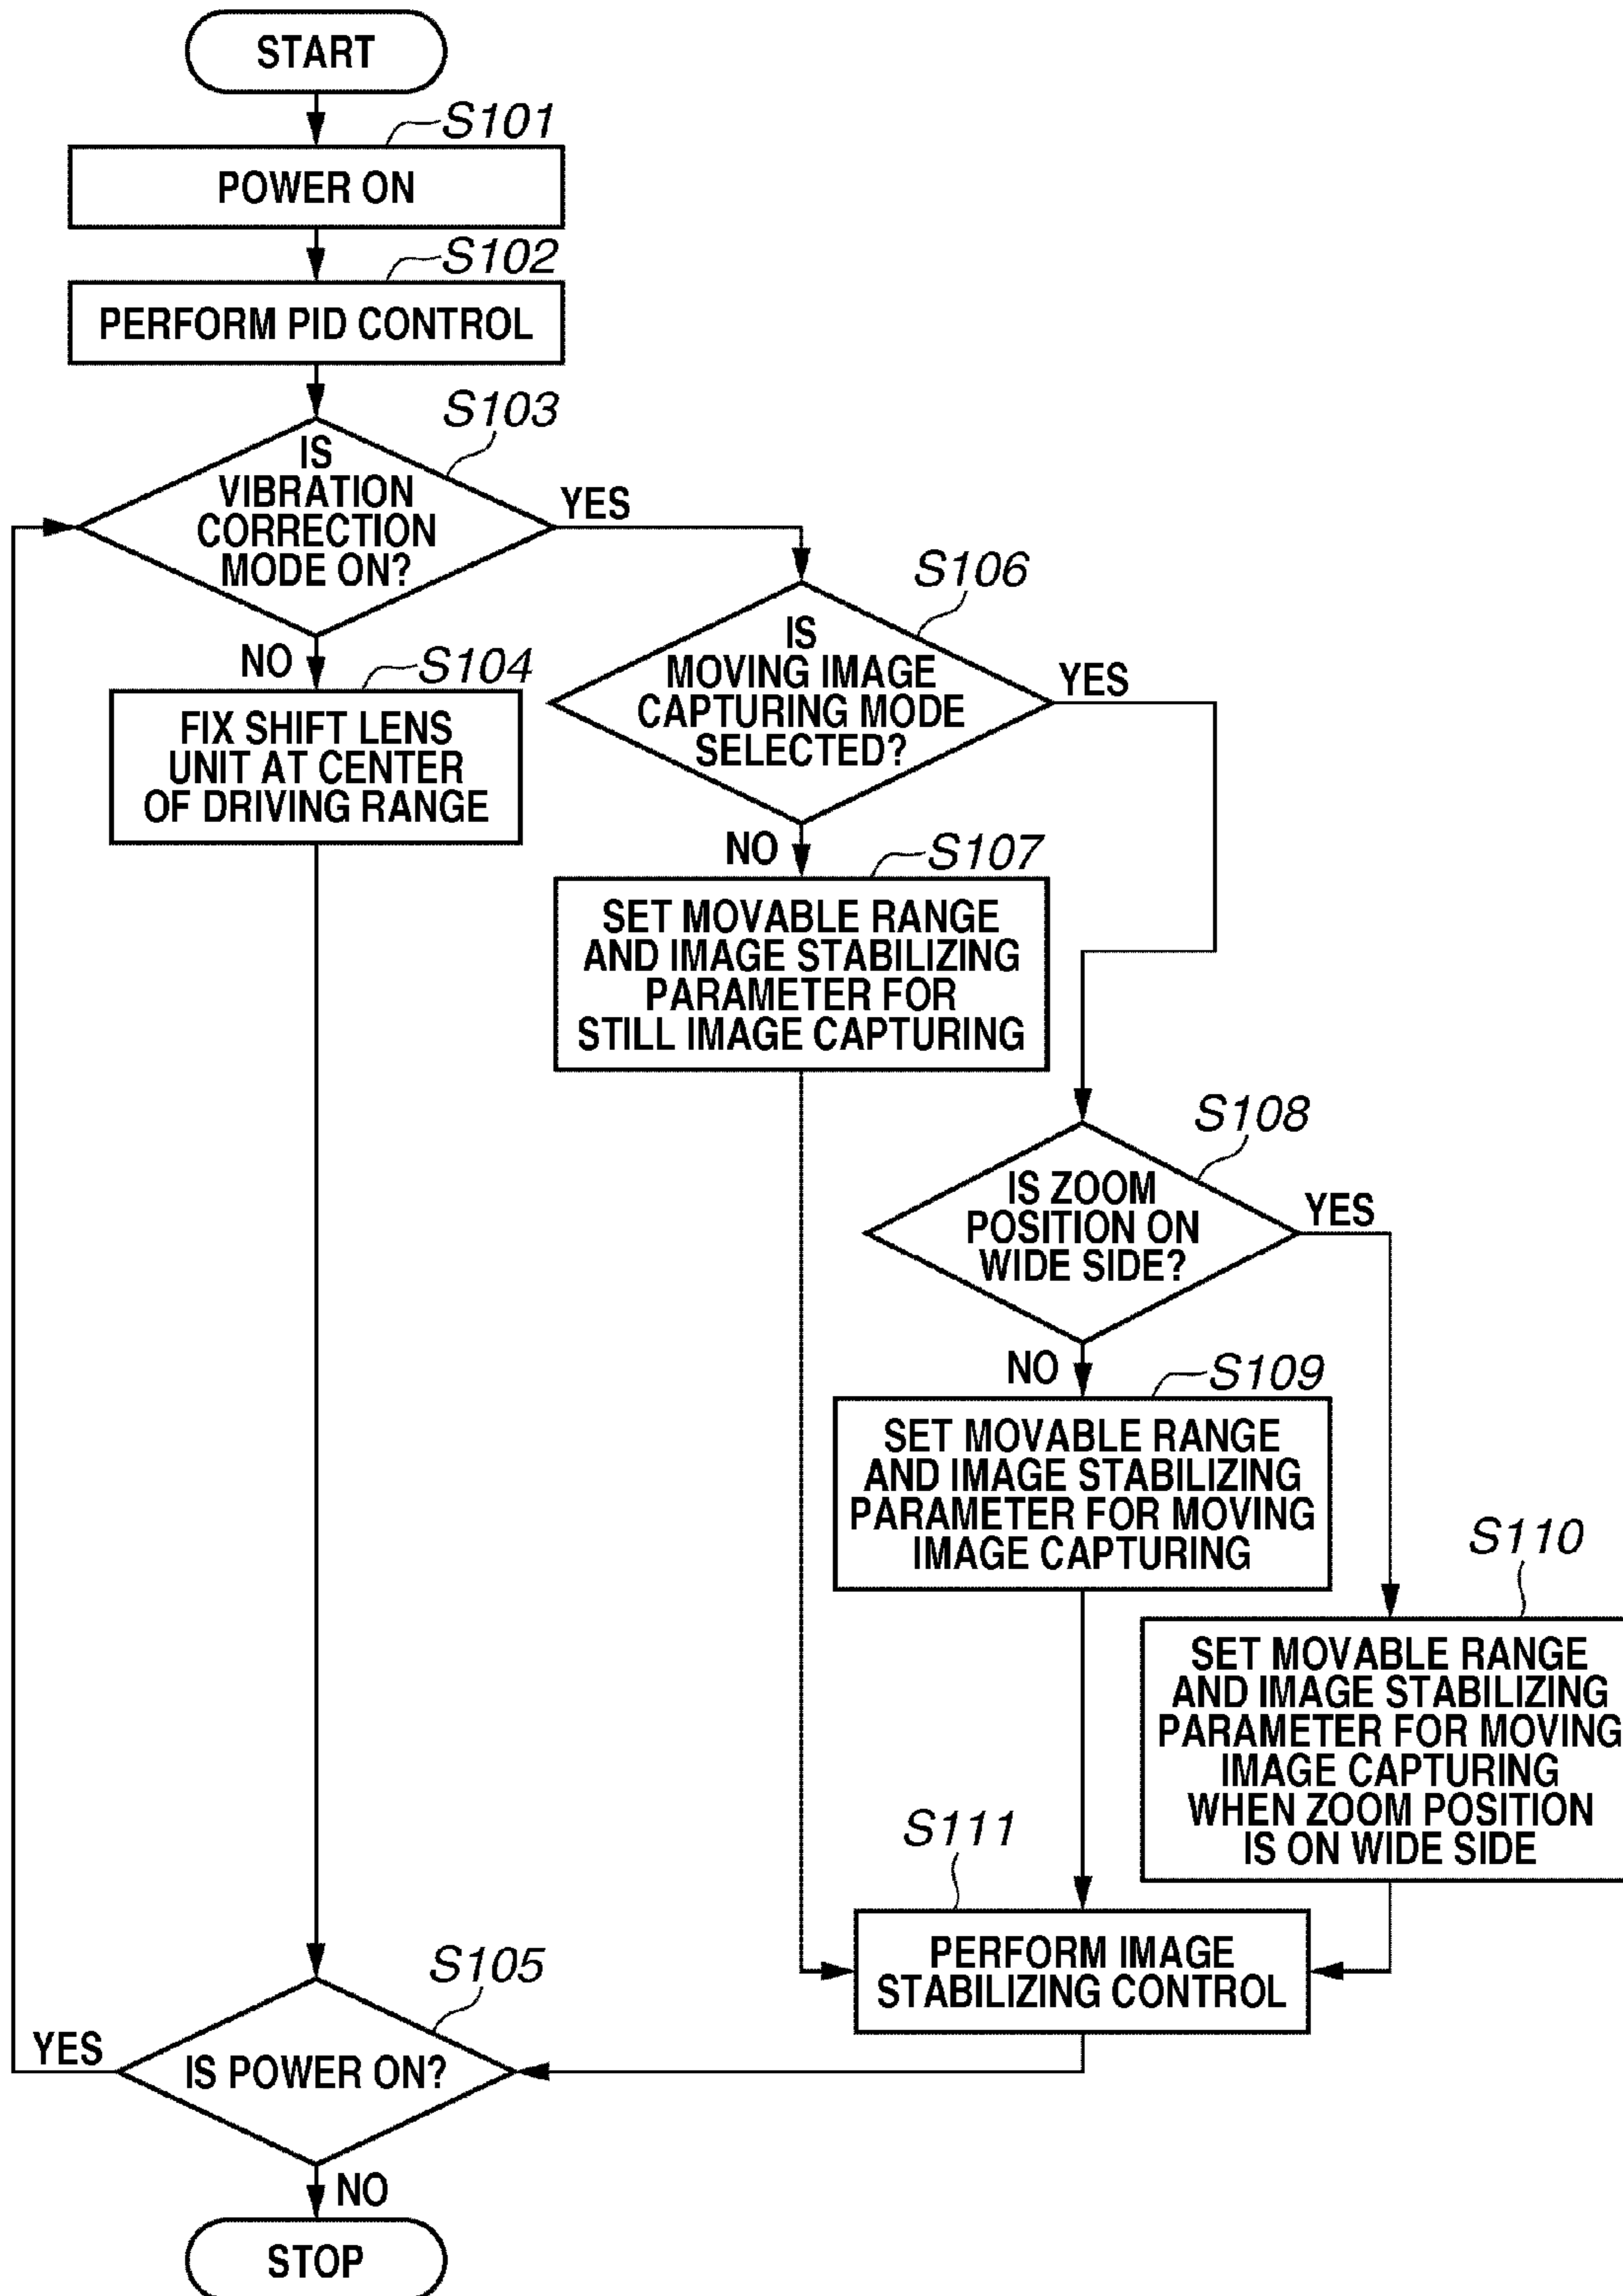 START
S101
POWER ON
S102
PERFORM PID CONTROL
S103
IS
VIBRATION
CORRECTION
MODE ON?
YES
NO
S104
FIX SHIFT LENS
UNIT AT CENTER
OF DRIVING RANGE
S106
IS
MOVING IMAGE
CAPTURING MODE
SELECTED?
YES
NO
S107
SET MOVABLE RANGE
AND IMAGE STABILIZING
PARAMETER FOR
STILL IMAGE CAPTURING
S108
IS ZOOM
POSITION ON
WIDE SIDE?
YES
NO
S109
SET MOVABLE RANGE
AND IMAGE STABILIZING
PARAMETER FOR MOVING
IMAGE CAPTURING
S110
SET MOVABLE RANGE
AND IMAGE STABILIZING
PARAMETER FOR MOVING
IMAGE CAPTURING
WHEN ZOOM POSITION
IS ON WIDE SIDE
S111
PERFORM IMAGE
STABILIZING CONTROL
S105
IS POWER ON?
YES
NO
STOP